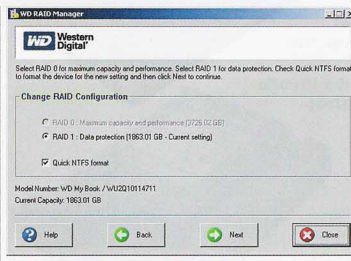 WD RAID Manager
WD Western Digital®
Select RAID 0 for maximum capacity and performance. Select RAID 1 for data protection. Check Quick NTFS format
to format the device for the new setting and then click Next to continue.
Change RAID Configuration
RAID 0 : Maximum capacity and performance (3726.02 GB)
RAID 1 : Data protection (1863.01 GB - Current setting)
Quick NTFS format
Model Number: WD My Book / WU2Q10114711
Current Capacity: 1863.01 GB
Help
Back
Next
Close